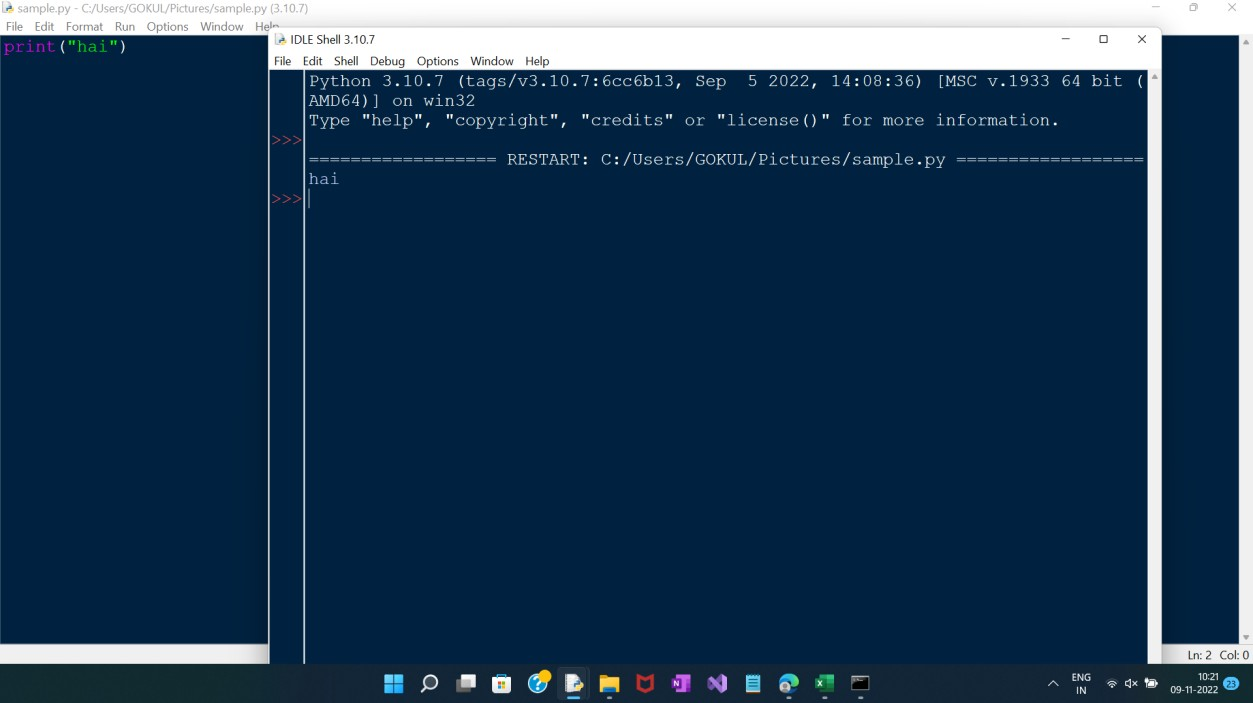 sample.py - C:/Users/GOKUL/Pictures/sample.py (3.10.7)
File Edit Format Run Options Window Help
print("hai")
IDLE Shell 3.10.7
File Edit Shell Debug Options Window Help
Python 3.10.7 (tags/v3.10.7:6cc6b13, Sep  5 2022, 14:08:36) [MSC v.1933 64 bit (
AMD64)] on win32
Type "help", "copyright", "credits" or "license()" for more information.
>>>
================== RESTART: C:/Users/GOKUL/Pictures/sample.py ==================
hai
>>>
Ln: 2 Col: 0
ENG
IN
10:21
09-11-2022
23